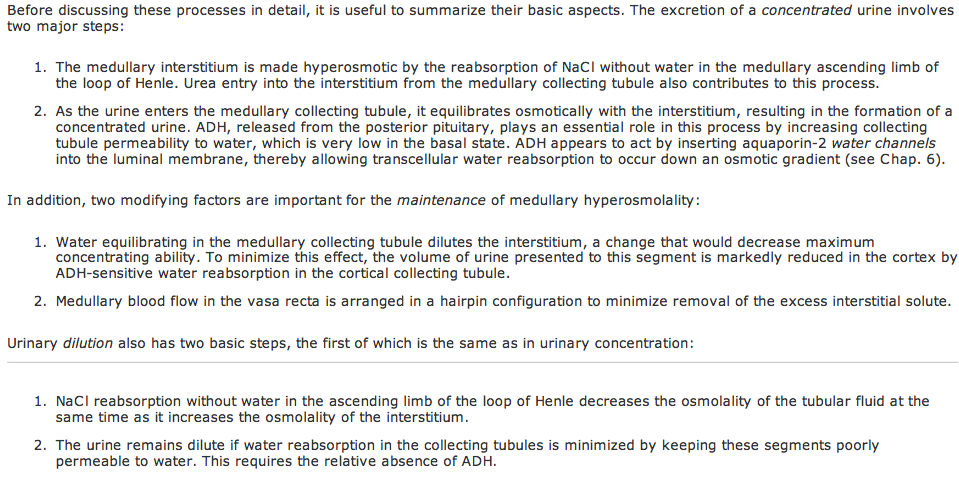 Before discussing these processes in detail, it is useful to summarize their basic aspects. The excretion of a concentrated urine involves
two major steps:
1. The medullary interstitium is made hyperosmotic by the reabsorption of NaCl without water in the medullary ascending limb of
the loop of Henle. Urea entry into the interstitium from the medullary collecting tubule also contributes to this process.
2. As the urine enters the medullary collecting tubule, it equilibrates osmotically with the interstitium, resulting in the formation of a
concentrated urine. ADH, released from the posterior pituitary, plays an essential role in this process by increasing collecting
tubule permeability to water, which is very low in the basal state. ADH appears to act by inserting aquaporin-2 water channels
into the luminal membrane, thereby allowing transcellular water reabsorption to occur down an osmotic gradient (see Chap. 6).
In addition, two modifying factors are important for the maintenance of medullary hyperosmolality:
1. Water equilibrating in the medullary collecting tubule dilutes the interstitium, a change that would decrease maximum
concentrating ability. To minimize this effect, the volume of urine presented to this segment is markedly reduced in the cortex by
ADH-sensitive water reabsorption in the cortical collecting tubule.
2. Medullary blood flow in the vasa recta is arranged in a hairpin configuration to minimize removal of the excess interstitial solute.
Urinary dilution also has two basic steps, the first of which is the same as in urinary concentration:
1. NaCl reabsorption without water in the ascending limb of the loop of Henle decreases the osmolality of the tubular fluid at the
same time as it increases the osmolality of the interstitium.
2. The urine remains dilute if water reabsorption in the collecting tubules is minimized by keeping these segments poorly
permeable to water. This requires the relative absence of ADH.